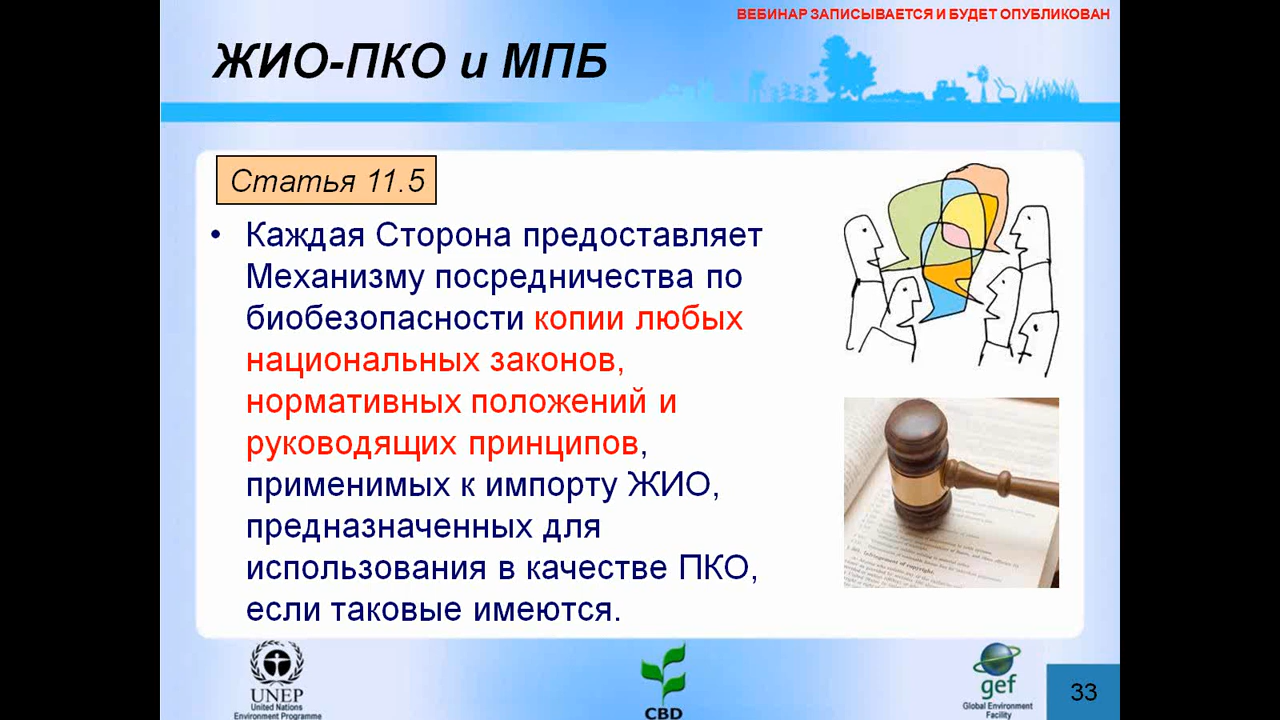 ВЕБИНАР ЗАПИСЫВАЕТСЯ И БУДЕТ ОПУБЛИКОВАН
ЖИО-ПКО и МПБ
Статья 11.5
• Каждая Сторона предоставляет
Механизму посредничества по
биобезопасности копии любых
национальных законов,
нормативных положений и
руководящих принципов,
применимых к импорту ЖИО,
предназначенных для
использования в качестве ПКО,
если таковые имеются.
UNEP
United Nations
Environment Programme
CBD
gef
Global Environment
Facility
33